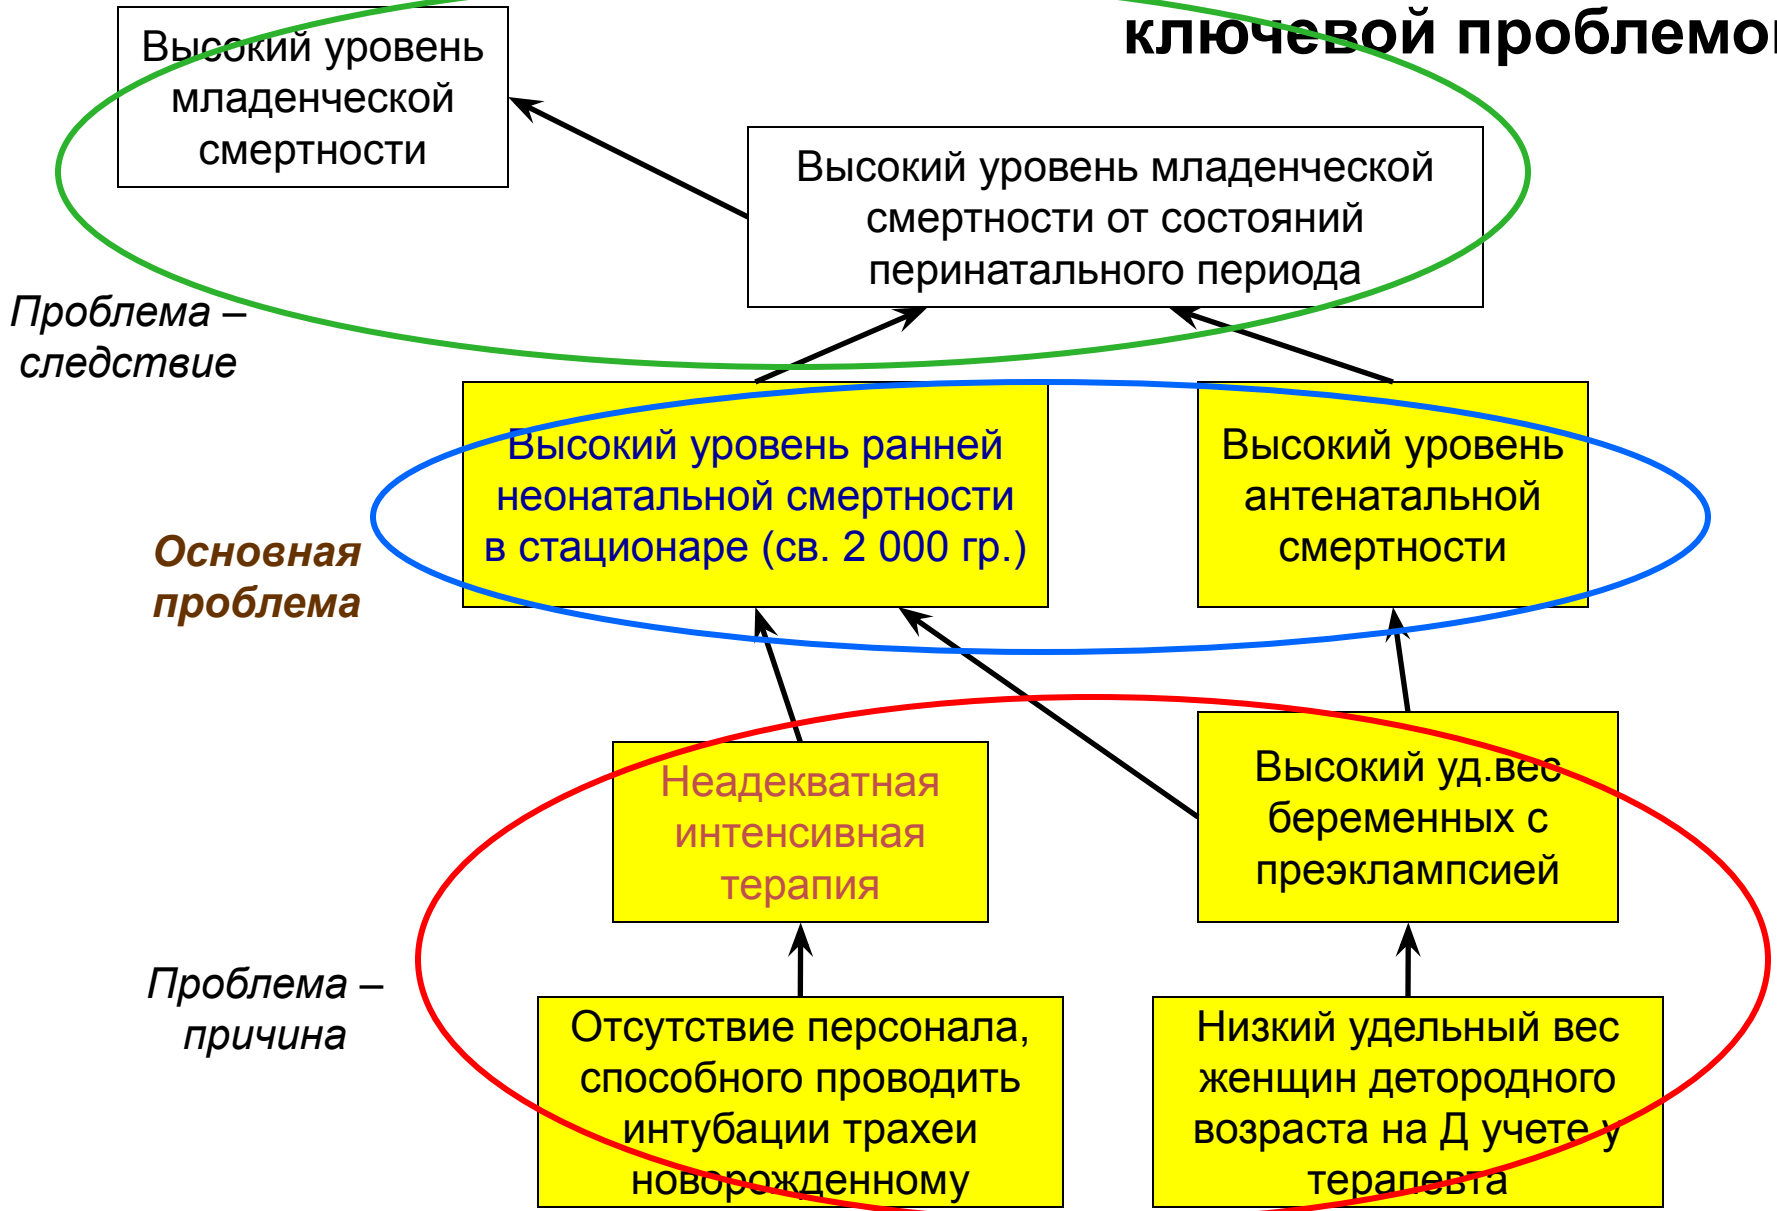 ключевой
Высокий уровень
младенческой
смертности
Высокий уровень младенческой
смертности от состояний
перинатального периода
Проблема –
следствие
Высокий уровень ранней
неонатальной смертности
в стационаре (св. 2 000 гр.)
Высокий уровень
антенатальной
смертности
Основная
проблема
Неадекватная
интенсивная
терапия
Высокий уд.вес
беременных с
преэклампсией
Проблема –
причина
Отсутствие персонала,
способного проводить
интубации трахеи
новорожденному
Низкий удельный вес
женщин детородного
возраста на Д учете у
терапевта